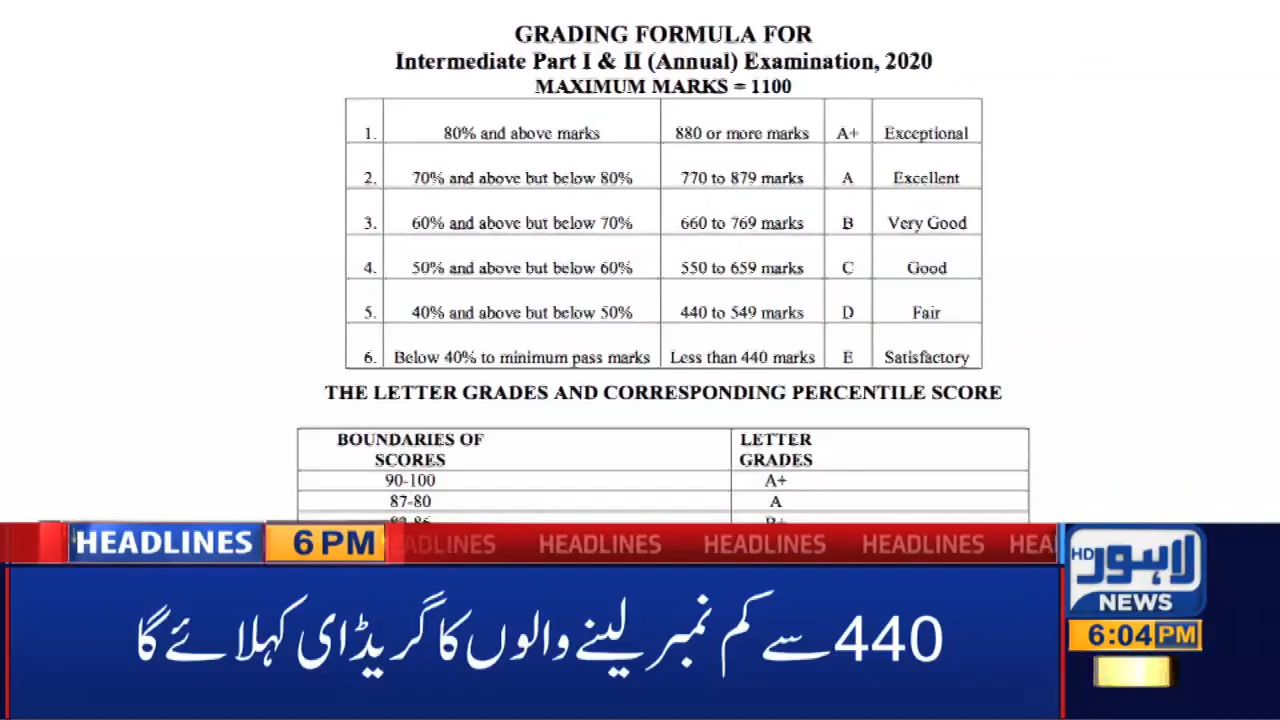 GRADING FORMULA FOR
Intermediate Part I & II (Annual) Examination, 2020
MAXIMUM MARKS = 1100
1. 80% and above marks 880 or more marks A+ Exceptional
2. 70% and above but below 80% 770 to 879 marks A Excellent
3. 60% and above but below 70% 660 to 769 marks B Very Good
4. 50% and above but below 60% 550 to 659 marks C Good
5. 40% and above but below 50% 440 to 549 marks D Fair
6. Below 40% to minimum pass marks Less than 440 marks E Satisfactory
THE LETTER GRADES AND CORRESPONDING PERCENTILE SCORE
BOUNDARIES OF LETTER
SCORES GRADES
90-100 A+
87-80 A
HEADLINES 6 PM HEADLINES HEADLINES HEADLINES HEADLINES
HD لاہور
NEWS
6:04 PM
440 سے کم نمبر لینے والوں کا گریڈ ای کہلائے گا